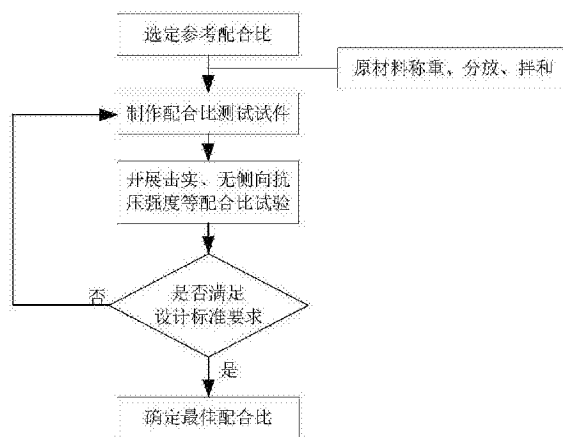 选定参考配合比
原材料称重、分放、拌和
制作配合比测试试件
开展击实、无侧向抗
压强度等配合比试验
否
是否满足
设计标准要求
是
确定最佳配合比